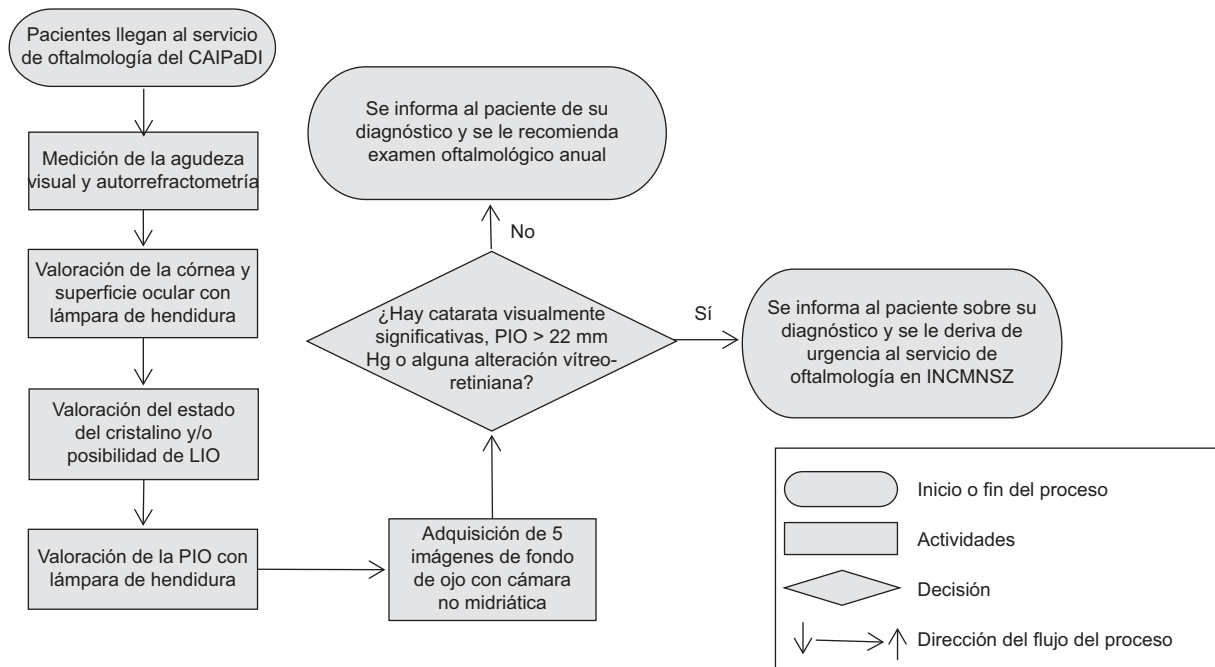 Pacientes llegan al servicio
de oftalmología del CAIPaDI
Medición de la agudeza
visual y autorrefractometría
Valoración de la córnea y
superficie ocular con
lámpara de hendidura
Valoración del estado
del cristalino y/o
posibilidad de LIO
Valoración de la PIO con
lámpara de hendidura
Adquisición de 5
imágenes de fondo
de ojo con cámara
no midriática
¿Hay catarata visualmente
significativas, PIO > 22 mm
Hg o alguna alteración vítreo-
retiniana?
No
Se informa al paciente de su
diagnóstico y se le recomienda
examen oftalmológico anual
Sí
Se informa al paciente sobre su
diagnóstico y se le deriva de
urgencia al servicio de
oftalmología en INCMNSZ
Inicio o fin del proceso
Actividades
Decisión
Dirección del flujo del proceso